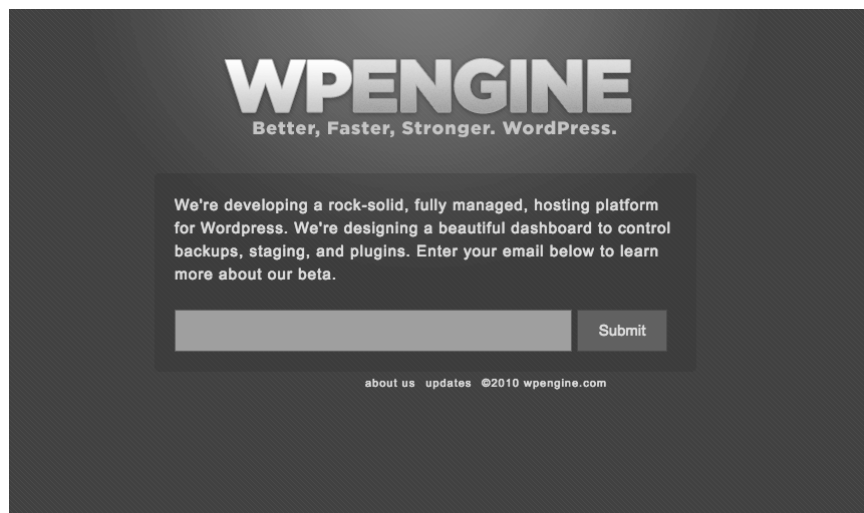 WPENGINE
Better, Faster, Stronger. WordPress.
We're developing a rock-solid, fully managed, hosting platform
for Wordpress. We're designing a beautiful dashboard to control
backups, staging, and plugins. Enter your email below to learn
more about our beta.
Submit
about us updates ©2010 wpengine.com